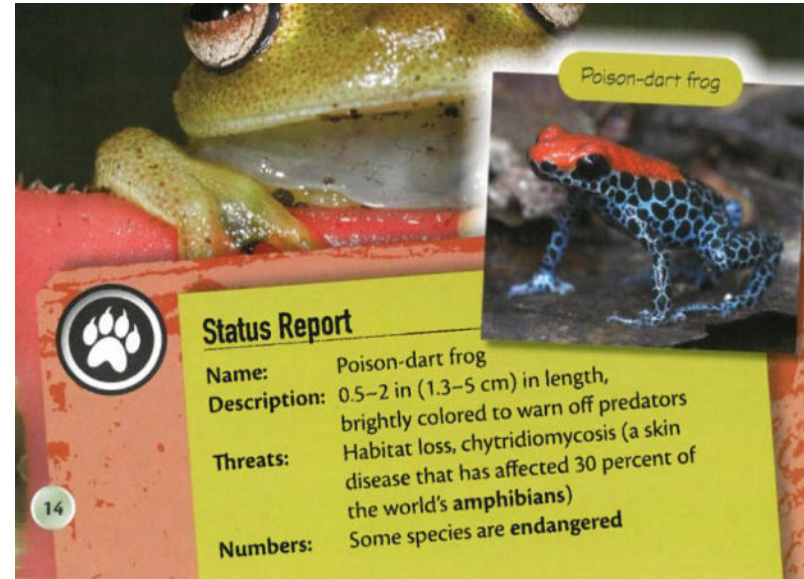 Poison-dart frog
Status Report
Name: Poison-dart frog
Description: 0.5–2 in (1.3–5 cm) in length,
brightly colored to warn off predators
Threats: Habitat loss, chytridiomycosis (a skin
disease that has affected 30 percent of
the world's amphibians)
Numbers: Some species are endangered
14